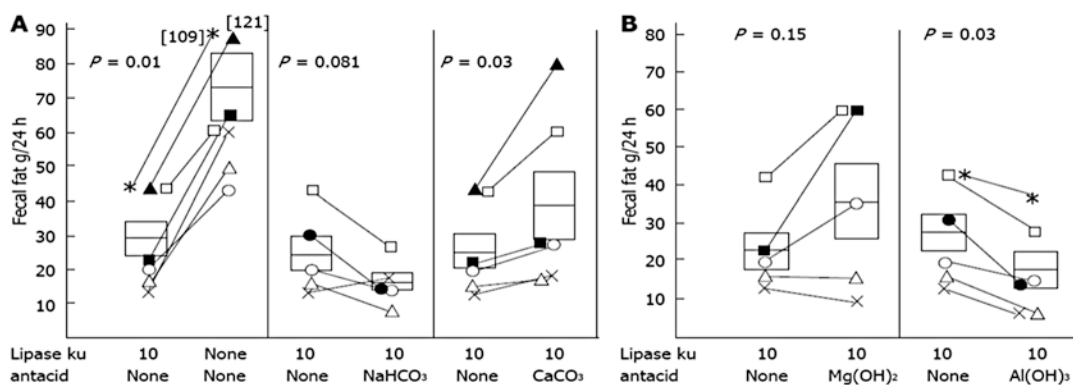 A
B
[109]
[121]
P = 0.01
P = 0.081
P = 0.03
P = 0.15
P = 0.03
Fecal fat g/24 h
90
80
70
60
50
40
30
20
10
Fecal fat g/24 h
80
70
60
50
40
30
20
10
Lipase ku 10 None 10 10 10 10
antacid None None None NaHCO₃ None CaCO₃
Lipase ku 10 10 10 10
antacid None Mg(OH)₂ None Al(OH)₃